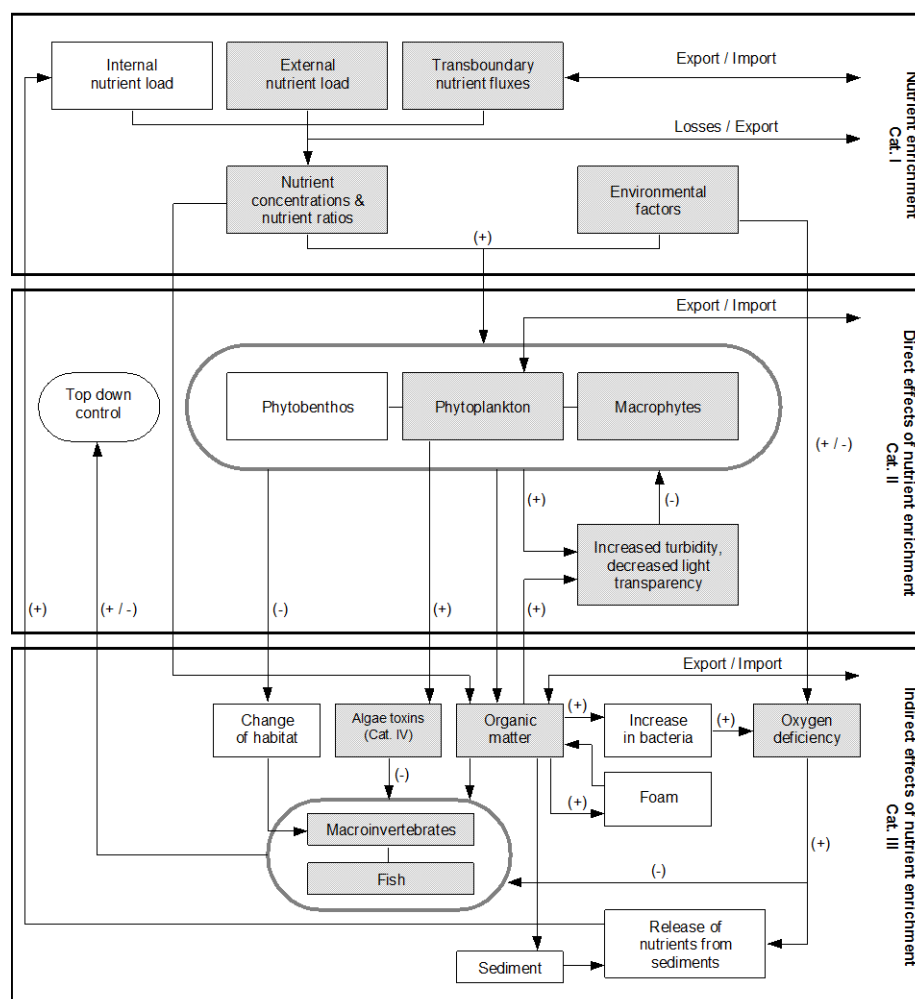 Internal
nutrient load
External
nutrient load
Transboundary
nutrient fluxes
Export / Import
Losses / Export
Nutrient
concentrations &
nutrient ratios
Environmental
factors
(+)
Nutrient enrichment
Cat. I
Export / Import
Top down
control
Phytobenthos
Phytoplankton
Macrophytes
(+ / -)
(+)
(-)
Increased turbidity,
decreased light
transparency
(+)
(+ / -)
(-)
(+)
(+)
Direct effects of nutrient enrichment
Cat. II
Export / Import
Change
of habitat
Algae toxins
(Cat. IV)
Organic
matter
(+)
Increase
in bacteria
(+)
Oxygen
deficiency
(-)
(+)
Foam
Macroinvertebrates
Fish
(+)
(-)
Sediment
Release of
nutrients from
sediments
Indirect effects of nutrient enrichment
Cat. III